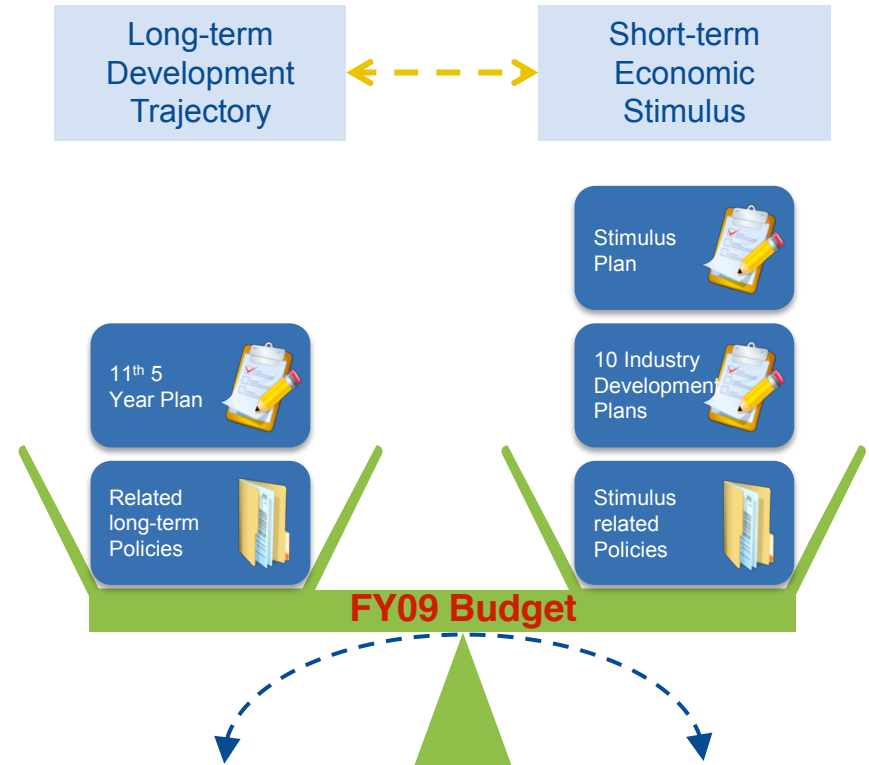 Long-term
Development
Trajectory
Short-term
Economic
Stimulus
Stimulus
Plan
11th 5
Year Plan
10 Industry
Development
Plans
Related
long-term
Policies
Stimulus
related
Policies
FY09 Budget